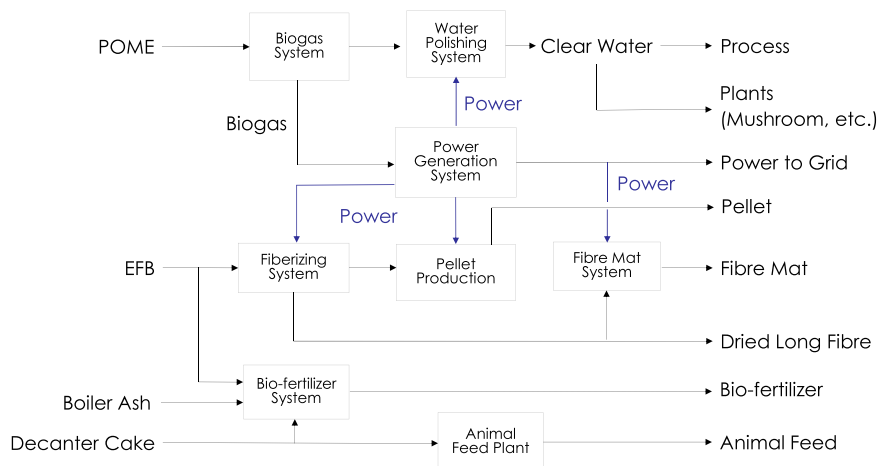 POME
Biogas
System
Water
Polishing
System
Clear Water
Process
Plants
(Mushroom, etc.)
Power
Biogas
Power
Generation
System
Power to Grid
Power
Power
Pellet
EFB
Fiberizing
System
Pellet
Production
Fibre Mat
System
Fibre Mat
Dried Long Fibre
Bio-fertilizer
System
Bio-fertilizer
Boiler Ash
Decanter Cake
Animal
Feed Plant
Animal Feed